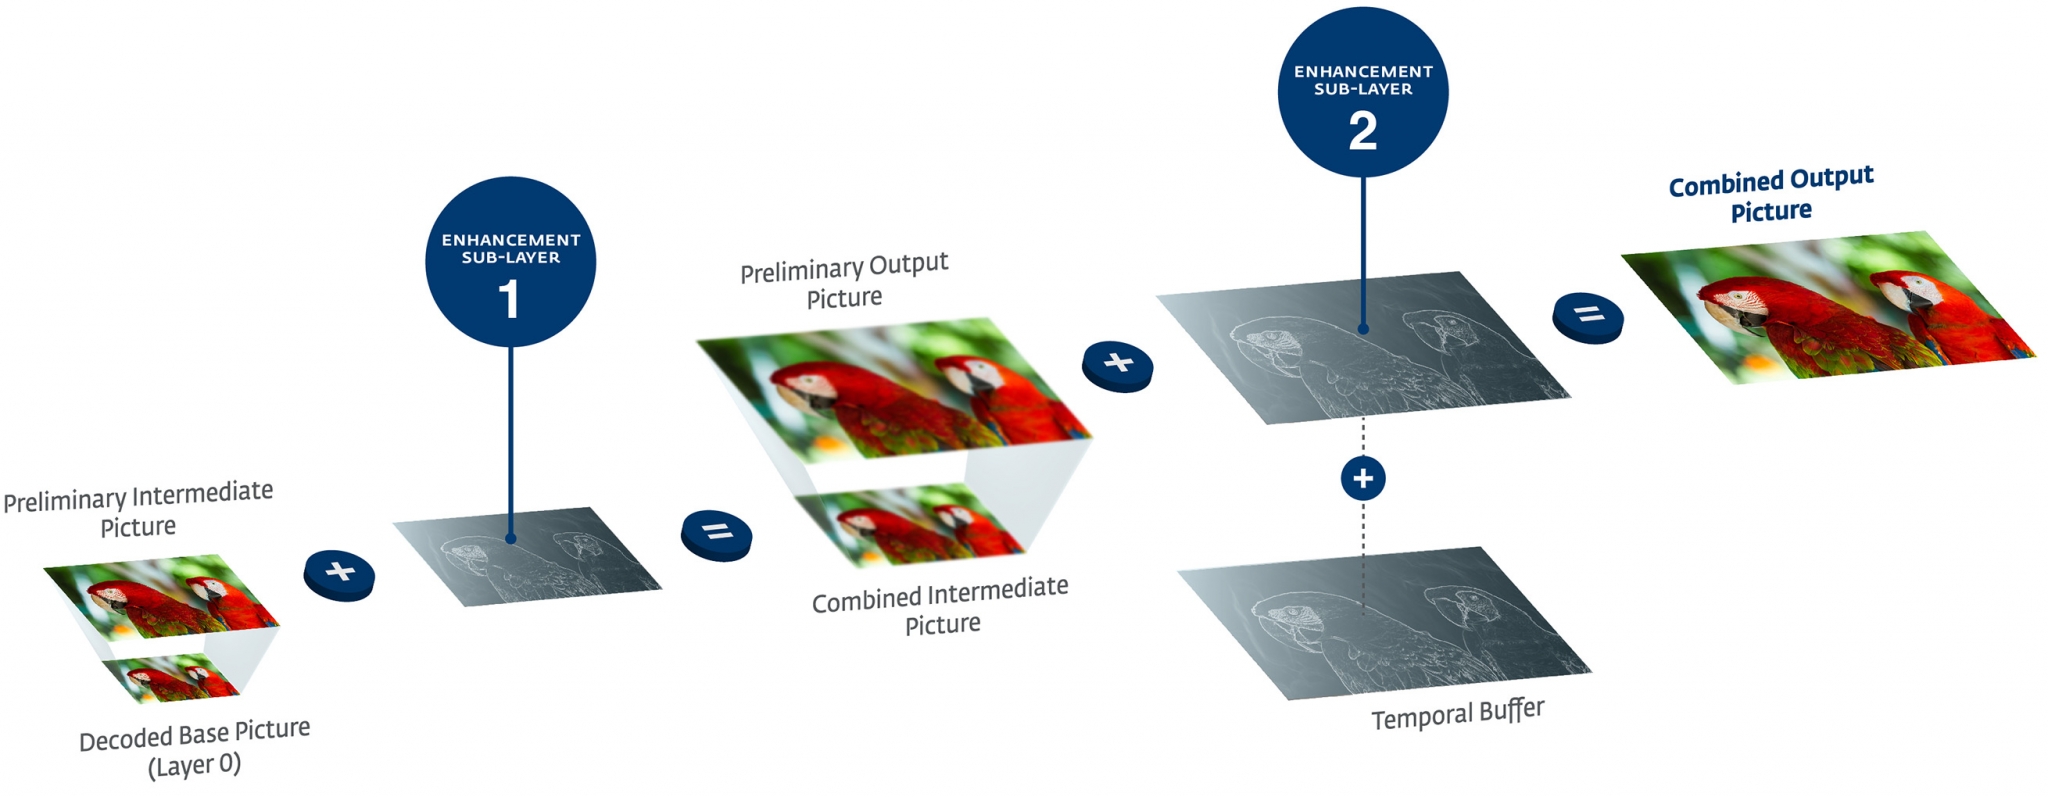 Preliminary Intermediate
Picture
Decoded Base Picture
(Layer 0)
+
ENHANCEMENT
SUB-LAYER
1
=
Preliminary Output
Picture
Combined Intermediate
Picture
+
ENHANCEMENT
SUB-LAYER
2
+
Temporal Buffer
=
Combined Output
Picture